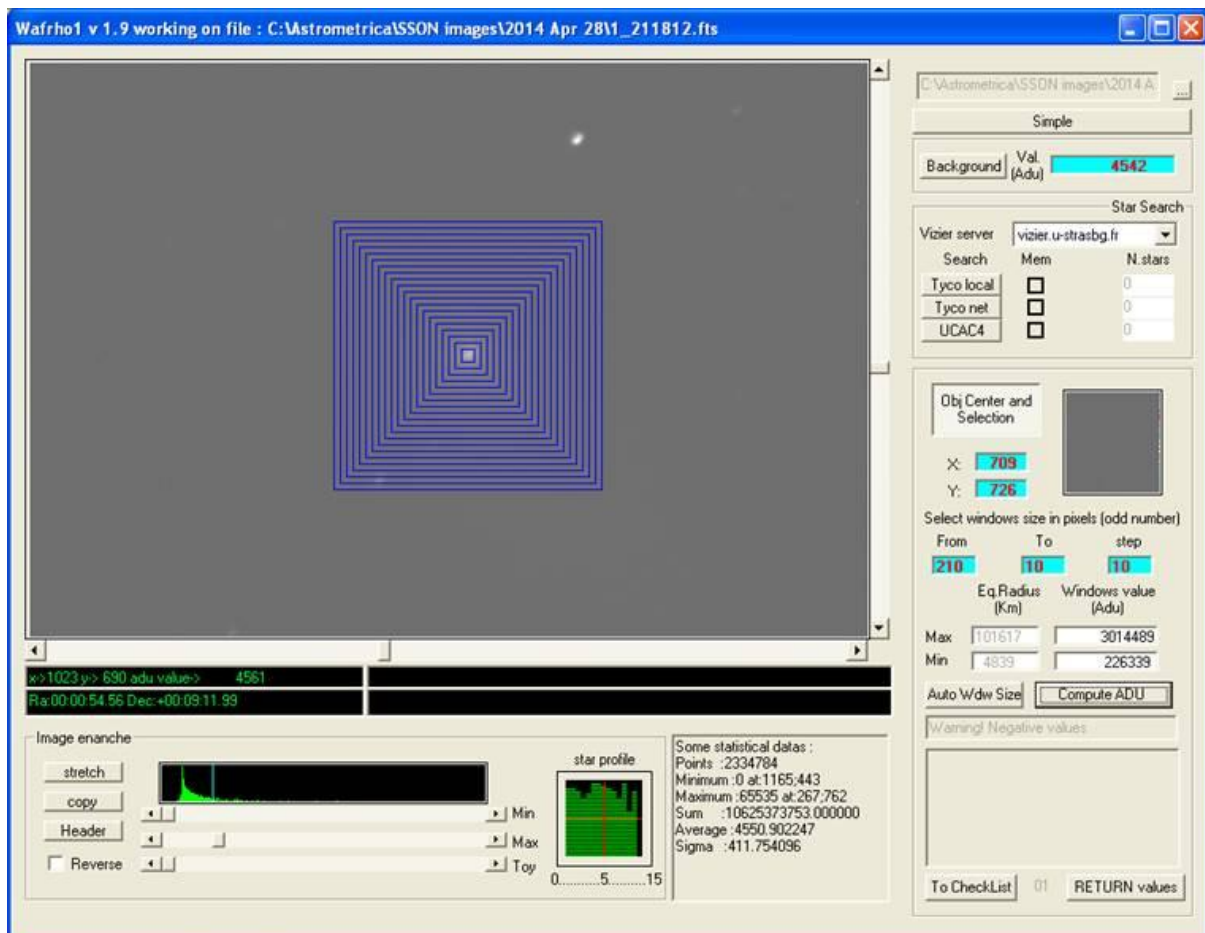 Wafrho1 v 1.9 working on file : C:\Astrometrica\SSON images\2014 Apr 28\1_211812.fts
C:\Astrometrica\SSON images\2014 A
...
Simple
Background
Val. (Adu)
4542
Star Search
Vizier server
vizier.u-strasbg.fr
Search Mem N.stars
Tyco local 0
Tyco net 0
UCAC4 0
Obj Center and
Selection
X: 709
Y: 726
Select windows size in pixels (odd number)
From To step
210 10 10
Eq.Radius Windows value
(Km) (Adu)
Max 101617 3014489
Min 4839 226339
Auto Wdw Size Compute ADU
Warning! Negative values
To CheckList 01 RETURN values
x->1023 y-> 690 adu value-> 4561
Ra:00:00:54.56 Dec:+00:09:11.99
Image enanche
stretch
copy
Header
Reverse
Min
Max
Toy
star profile
0..........5..........15
Some statistical datas :
Points :2334784
Minimum :0 at:1165;443
Maximum :65535 at:267;762
Sum :10625373753.000000
Average :4550.902247
Sigma :411.754096